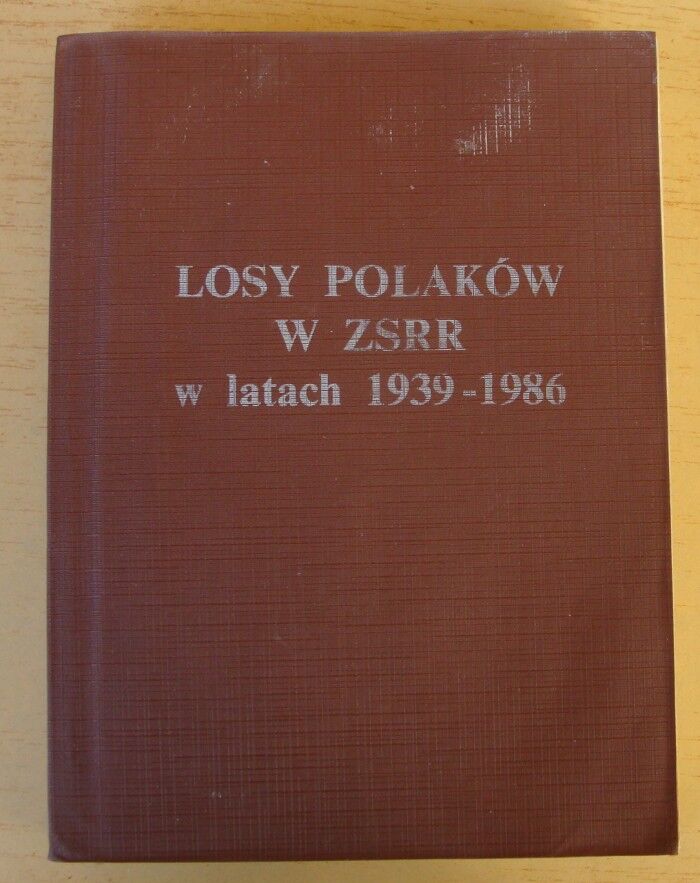 LOSY POLAKÓW
W ZSRR
w latach 1939-1986